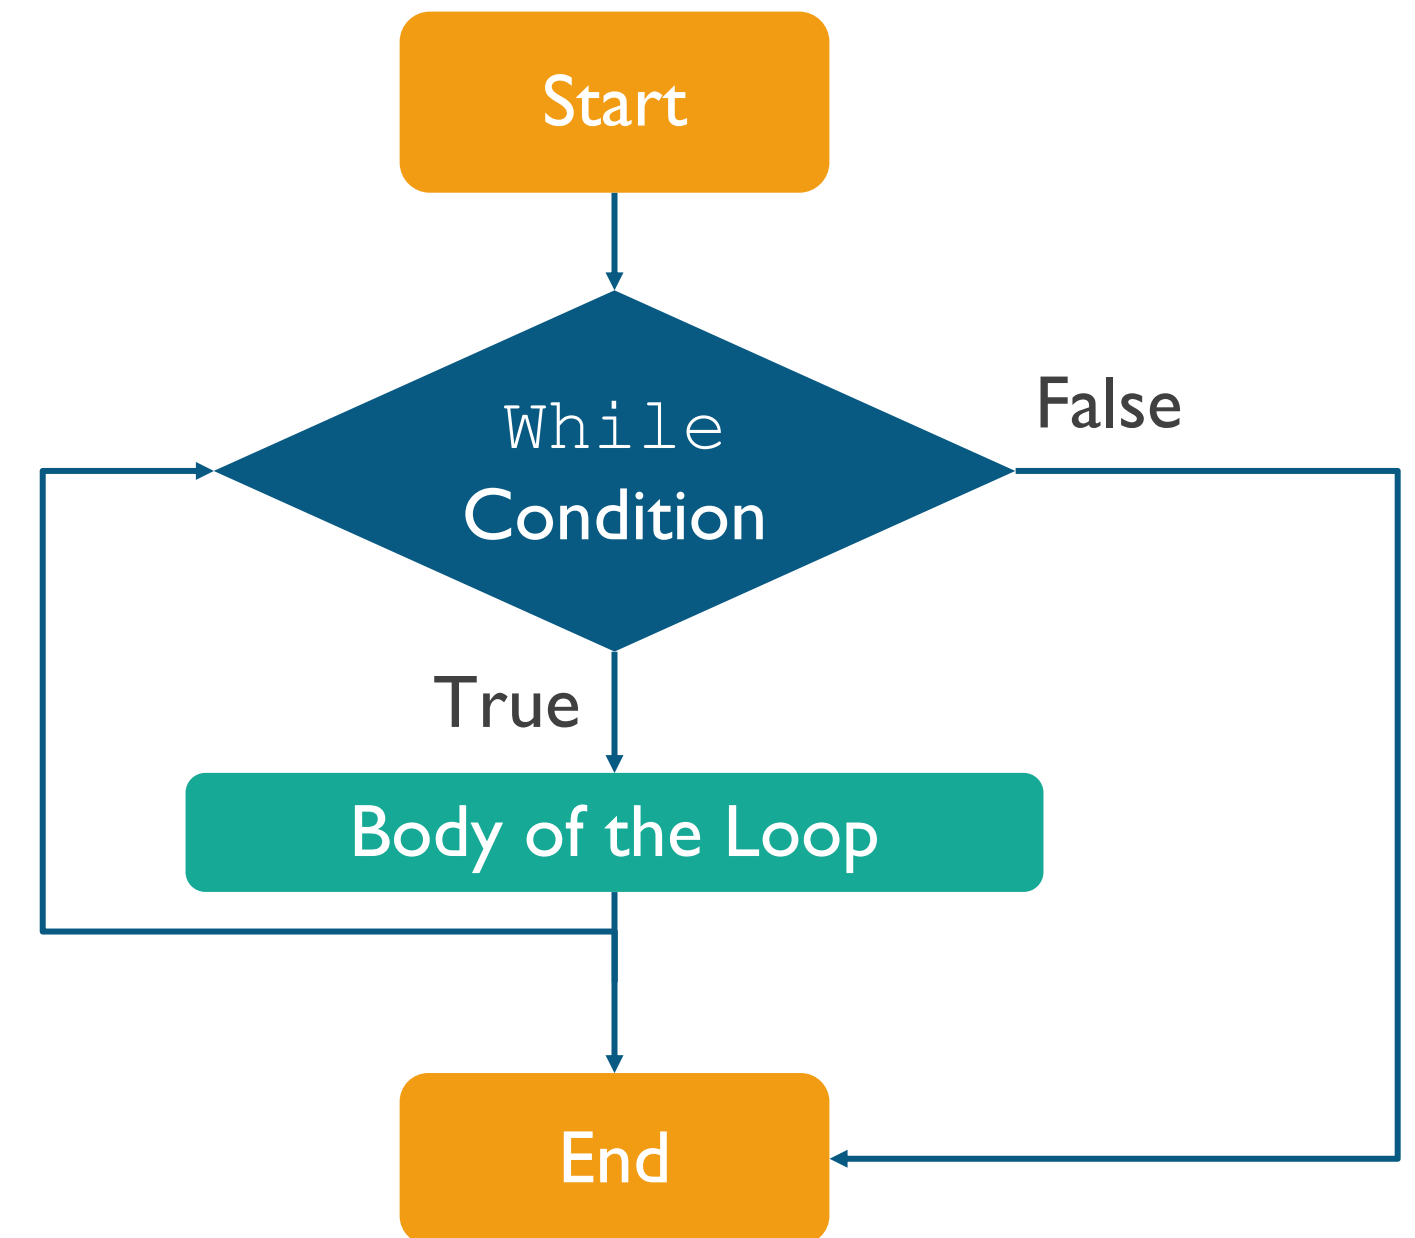 Start
While
Condition
False
True
Body of the Loop
End